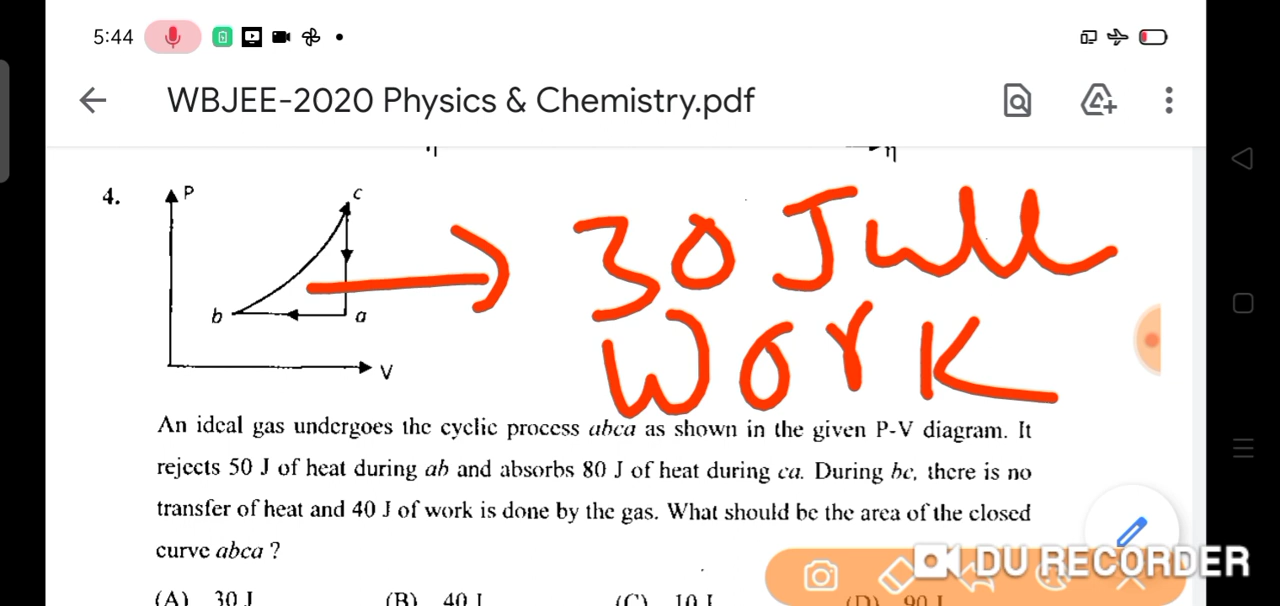 5:44
WBJEE-2020 Physics & Chemistry.pdf
η
η
4.
P
c
b
a
V
30 Jull
Work
An ideal gas undergoes the cyclic process abca as shown in the given P-V diagram. It
rejects 50 J of heat during ab and absorbs 80 J of heat during ca. During bc, there is no
transfer of heat and 40 J of work is done by the gas. What should be the area of the closed
curve abca ?
(A) 30 J (B) 40 J (C) 10 J (D) 90 J
DU RECORDER